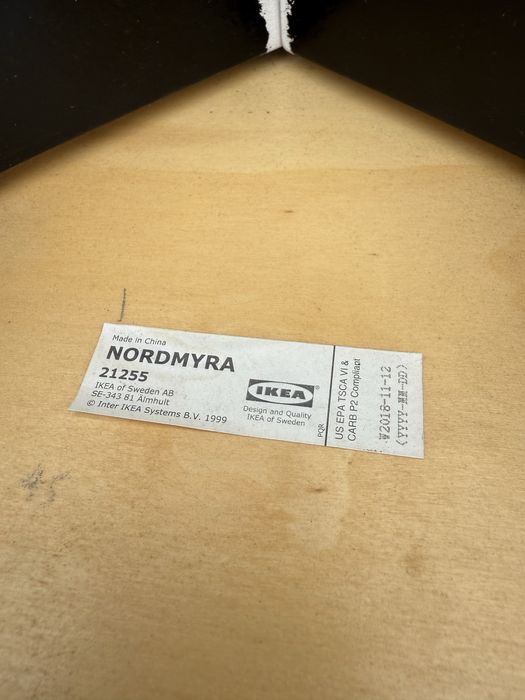 Made in China
NORDMYRA
21255
IKEA of Sweden AB
SE-343 81 Älmhult
© Inter IKEA Systems B.V. 1999
IKEA®
Design and Quality
IKEA of Sweden
PQR
US EPA TSCA VI &
CARB P2 Compliant
2018-11-12
(YYYY-MM-DD)